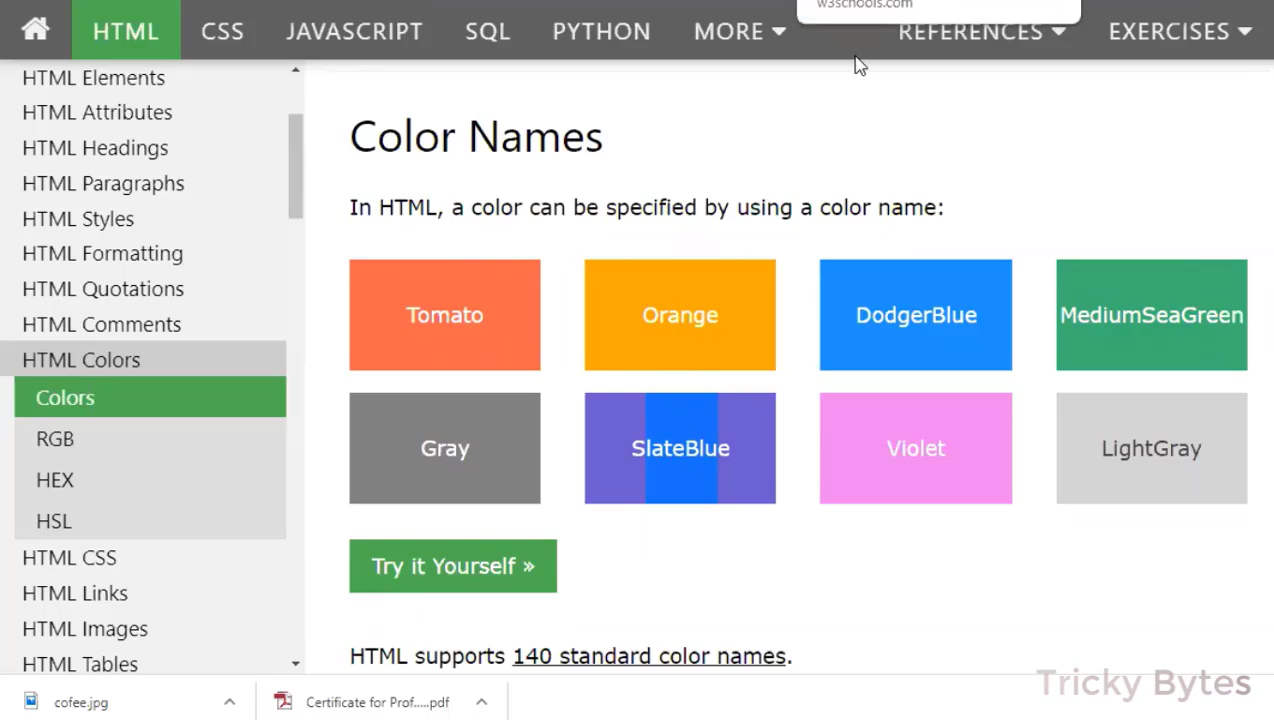 w3schools.com
HTML CSS JAVASCRIPT SQL PYTHON MORE REFERENCES EXERCISES
HTML Elements
HTML Attributes
HTML Headings
HTML Paragraphs
HTML Styles
HTML Formatting
HTML Quotations
HTML Comments
HTML Colors
Colors
RGB
HEX
HSL
HTML CSS
HTML Links
HTML Images
HTML Tables
Color Names
In HTML, a color can be specified by using a color name:
Tomato Orange DodgerBlue MediumSeaGreen
Gray SlateBlue Violet LightGray
Try it Yourself »
HTML supports 140 standard color names.
Tricky Bytes
cofee.jpg Certificate for Prof.....pdf